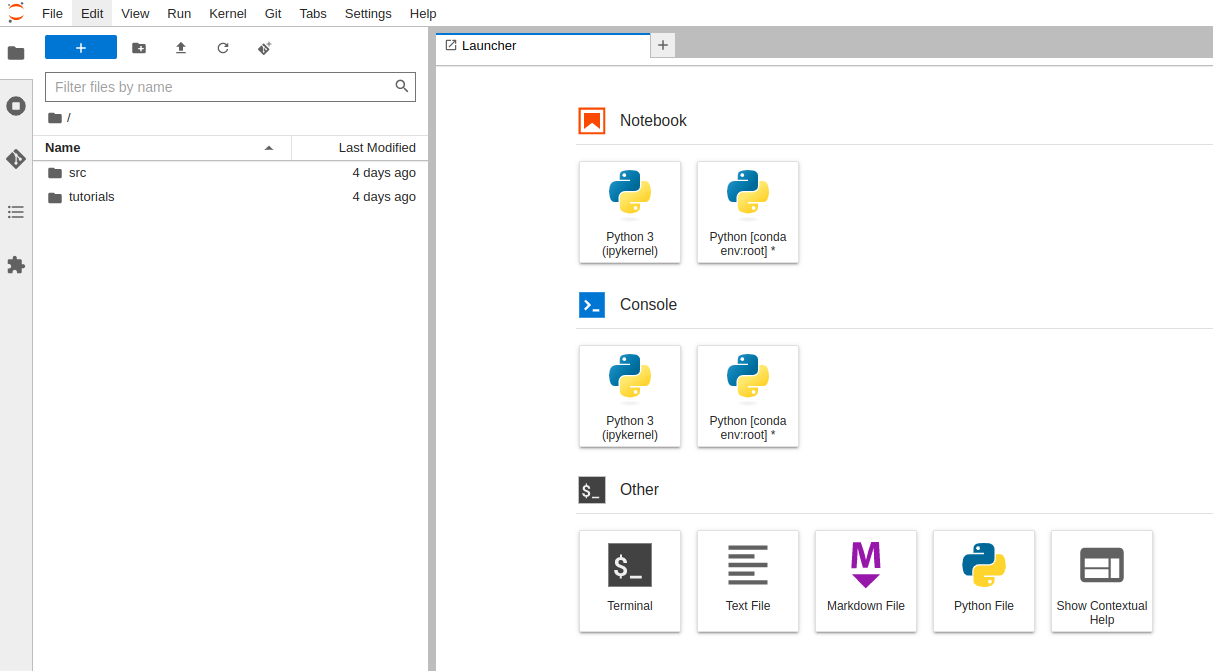 File Edit View Run Kernel Git Tabs Settings Help
Filter files by name
/
Name Last Modified
src 4 days ago
tutorials 4 days ago
Launcher
Notebook
Python 3
(ipykernel)
Python [conda
env:root] *
Console
Python 3
(ipykernel)
Python [conda
env:root] *
$_
Other
$_
Terminal
Text File
M
Markdown File
Python File
Show Contextual
Help